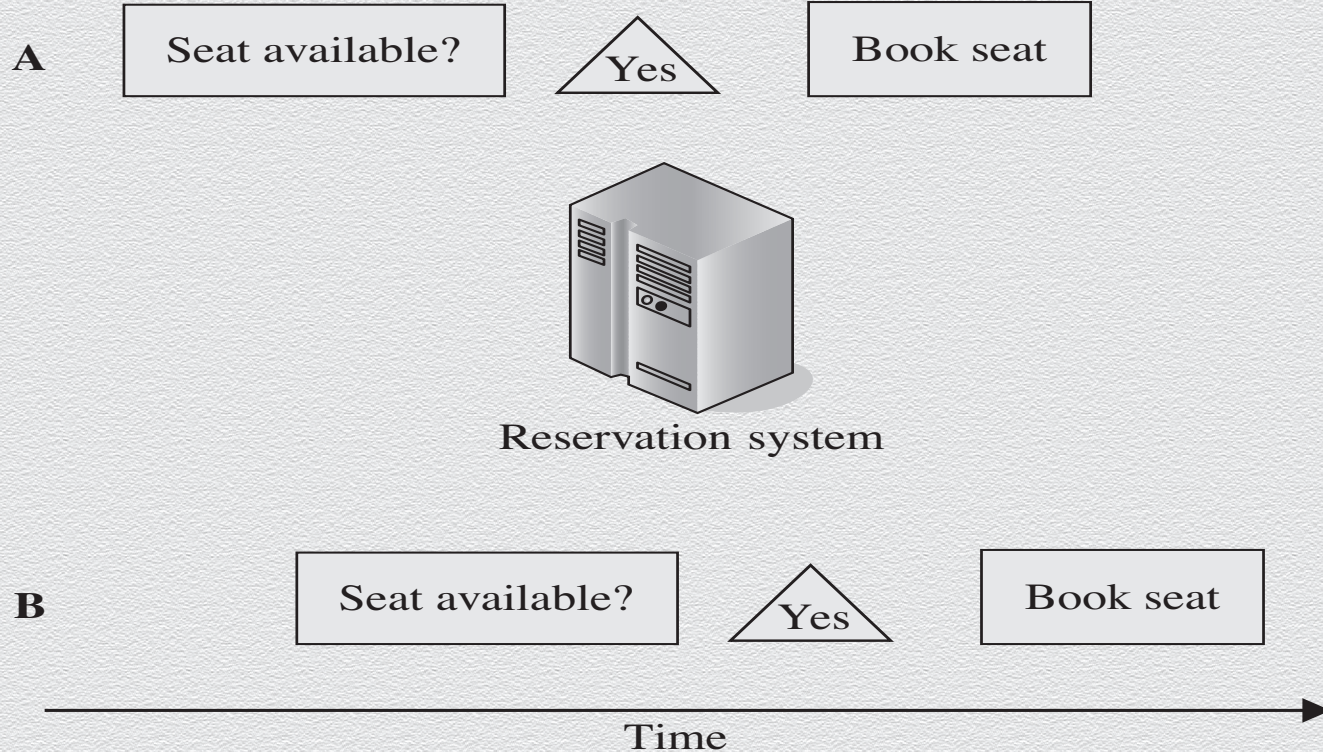 A
Seat available?
Yes
Book seat
Reservation system
B
Seat available?
Yes
Book seat
Time